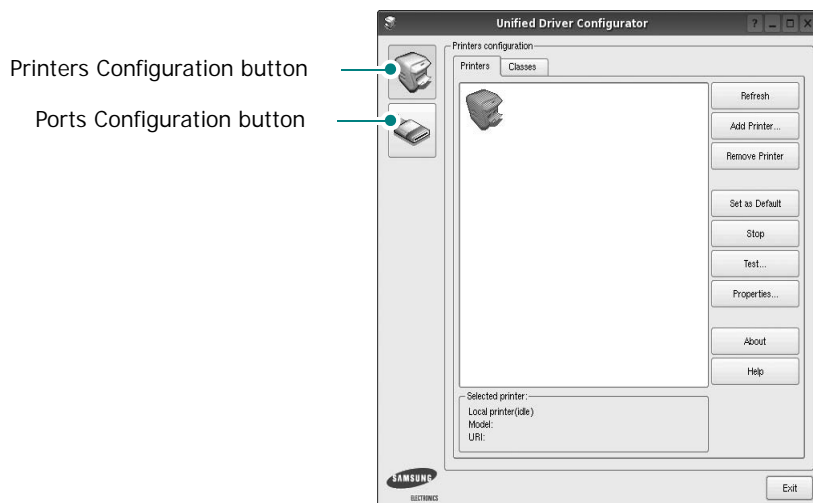 Unified Driver Configurator
Printers configuration
Printers Configuration button
Ports Configuration button
Printers
Classes
Refresh
Add Printer...
Remove Printer
Set as Default
Stop
Test...
Properties...
About
Help
Selected printer:
Local printer(idle)
Model:
URI:
SAMSUNG
ELECTRONICS
Exit